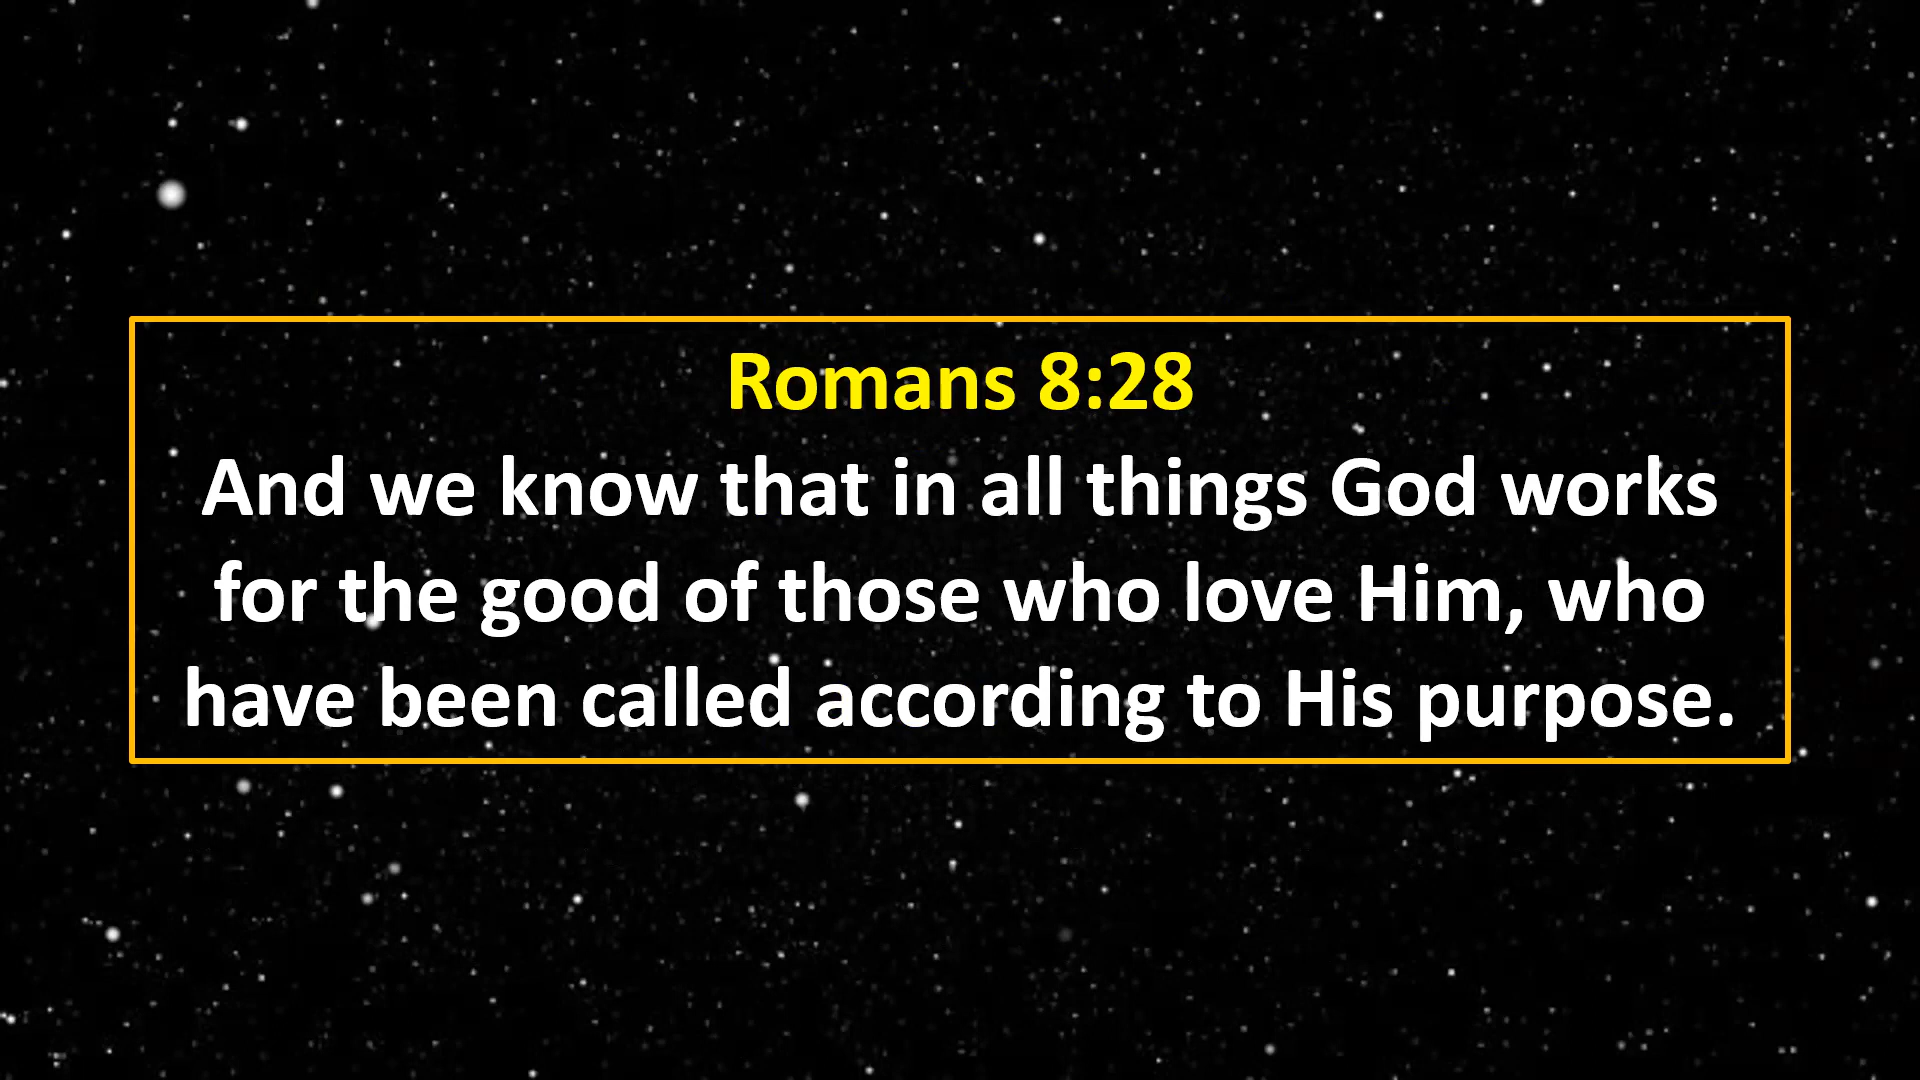 Romans 8:28
And we know that in all things God works
for the good of those who love Him, who
have been called according to His purpose.